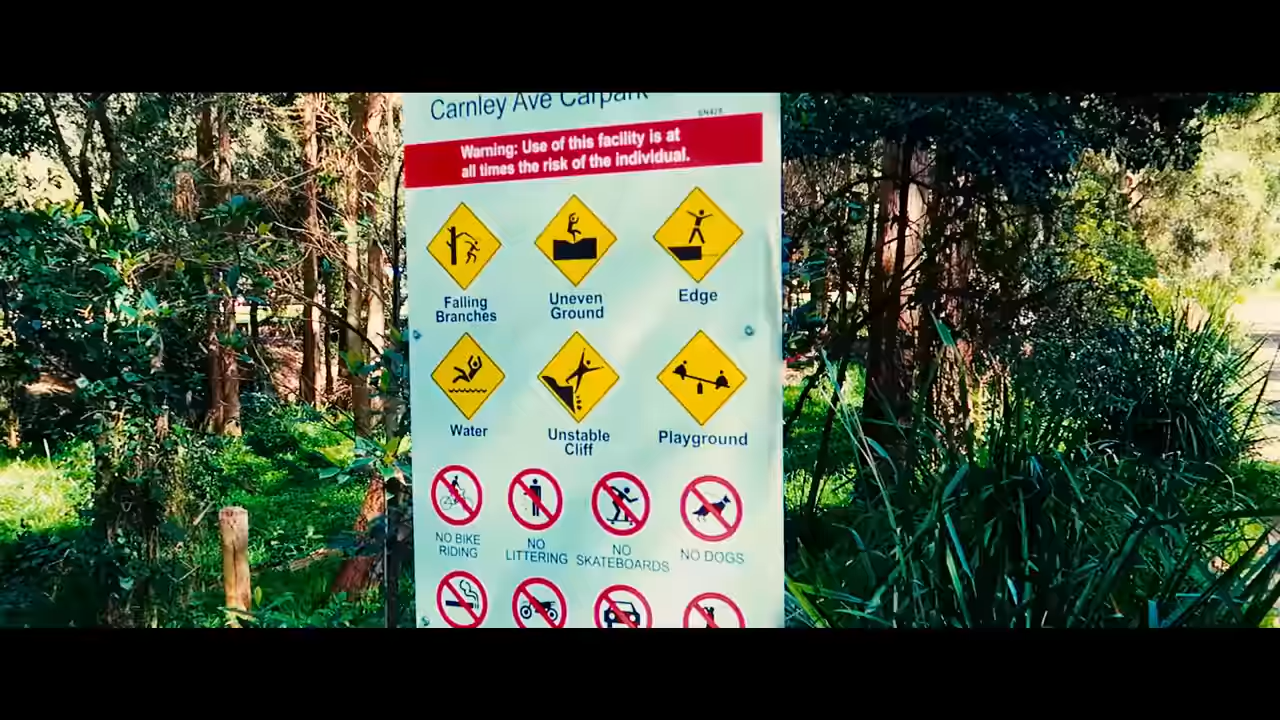 Carnley Ave Carpark
SN428
Warning: Use of this facility is at
all times the risk of the individual.
Falling
Branches
Uneven
Ground
Edge
Water
Unstable
Cliff
Playground
NO BIKE
RIDING
NO
LITTERING
NO
SKATEBOARDS
NO DOGS